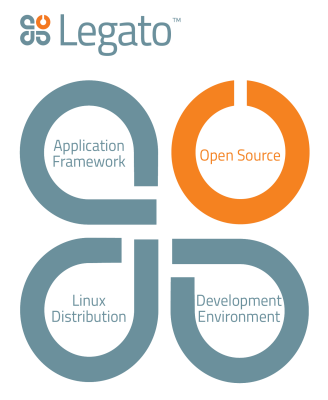 Legato™
Application
Framework
Open Source
Linux
Distribution
Development
Environment